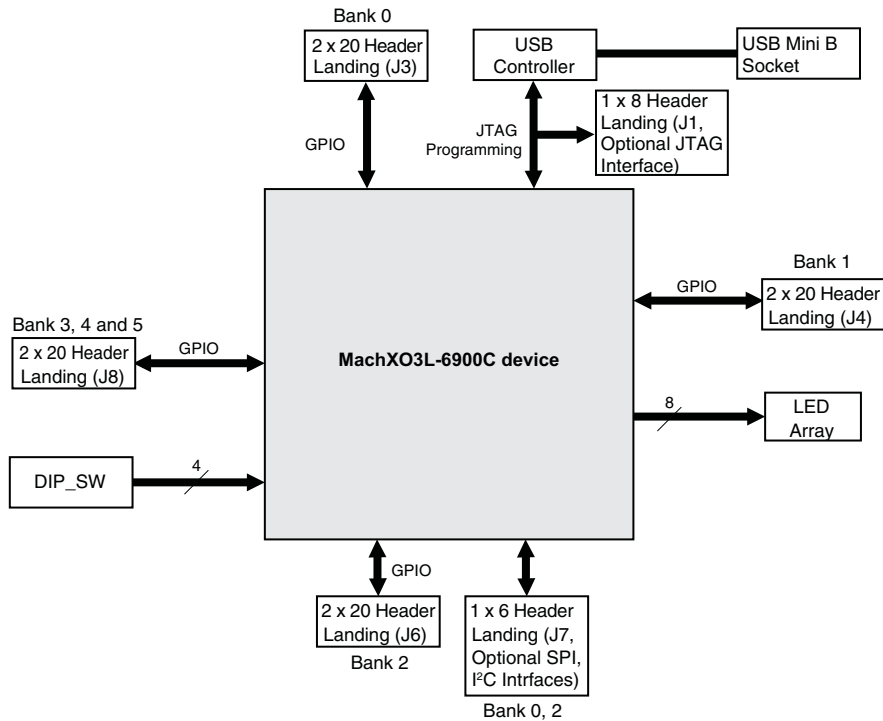 Bank 0
2 x 20 Header
Landing (J3)
USB
Controller
USB Mini B
Socket
GPIO
JTAG
Programming
1 x 8 Header
Landing (J1,
Optional JTAG
Interface)
Bank 1
GPIO
2 x 20 Header
Landing (J4)
Bank 3, 4 and 5
2 x 20 Header
Landing (J8)
GPIO
MachXO3L-6900C device
8
LED
Array
DIP_SW
4
GPIO
2 x 20 Header
Landing (J6)
Bank 2
1 x 6 Header
Landing (J7,
Optional SPI,
I²C Intrfaces)
Bank 0, 2